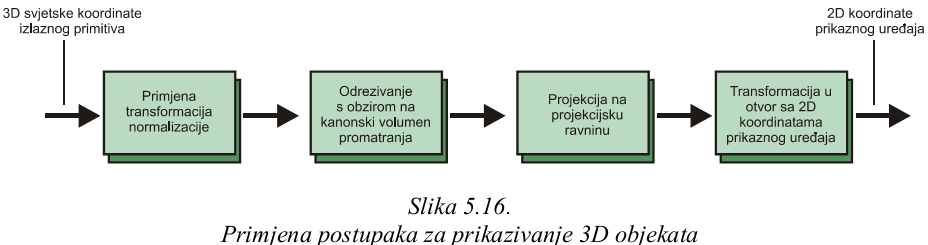 3D svjetske koordinate
izlaznog primitiva
2D koordinate
prikaznog uređaja
Primjena
transformacija
normalizacije
Odrezivanje
s obzirom na
kanonski volumen
promatranja
Projekcija na
projekcijsku
ravninu
Transformacija u
otvor sa 2D
koordinatama
prikaznog uređaja
Slika 5.16.
Primjena postupaka za prikazivanje 3D objekata